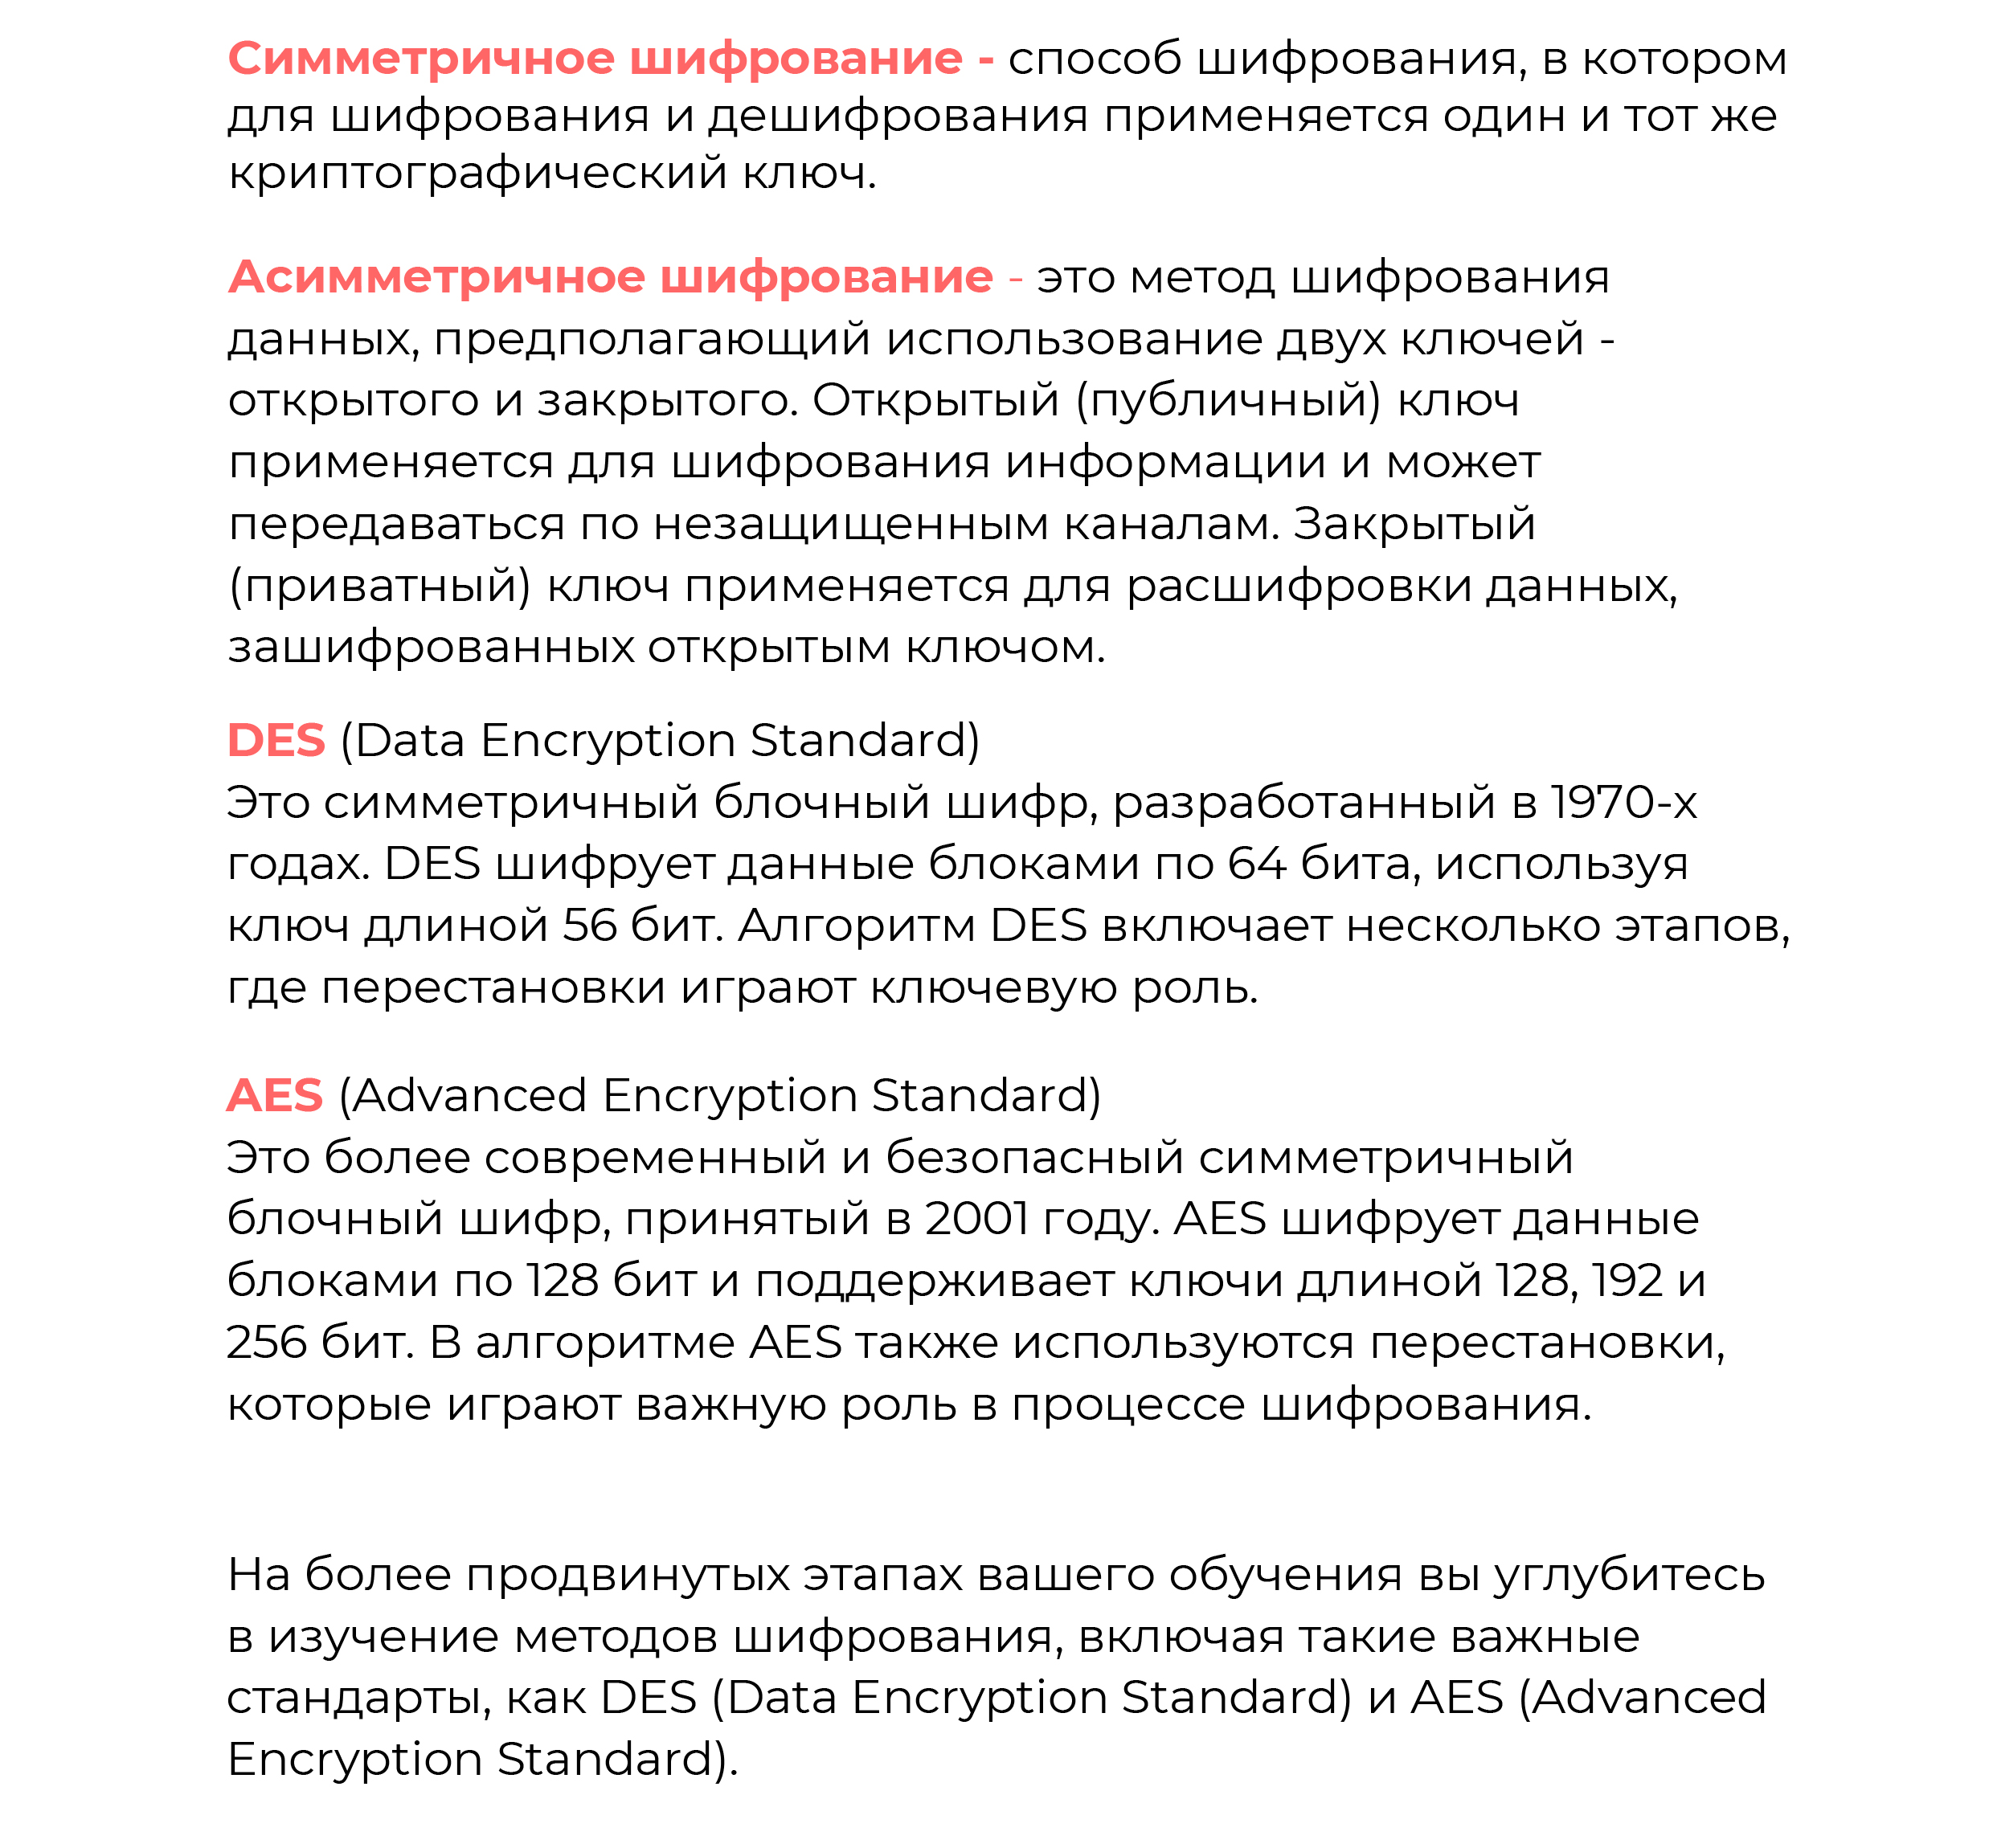 Симметричное шифрование - способ шифрования, в котором
для шифрования и дешифрования применяется один и тот же
криптографический ключ.
Асимметричное шифрование - это метод шифрования
данных, предполагающий использование двух ключей -
открытого и закрытого. Открытый (публичный) ключ
применяется для шифрования информации и может
передаваться по незащищенным каналам. Закрытый
(приватный) ключ применяется для расшифровки данных,
зашифрованных открытым ключом.
DES (Data Encryption Standard)
Это симметричный блочный шифр, разработанный в 1970-х
годах. DES шифрует данные блоками по 64 бита, используя
ключ длиной 56 бит. Алгоритм DES включает несколько этапов,
где перестановки играют ключевую роль.
AES (Advanced Encryption Standard)
Это более современный и безопасный симметричный
блочный шифр, принятый в 2001 году. AES шифрует данные
блоками по 128 бит и поддерживает ключи длиной 128, 192 и
256 бит. В алгоритме AES также используются перестановки,
которые играют важную роль в процессе шифрования.
На более продвинутых этапах вашего обучения вы углубитесь
в изучение методов шифрования, включая такие важные
стандарты, как DES (Data Encryption Standard) и AES (Advanced
Encryption Standard).